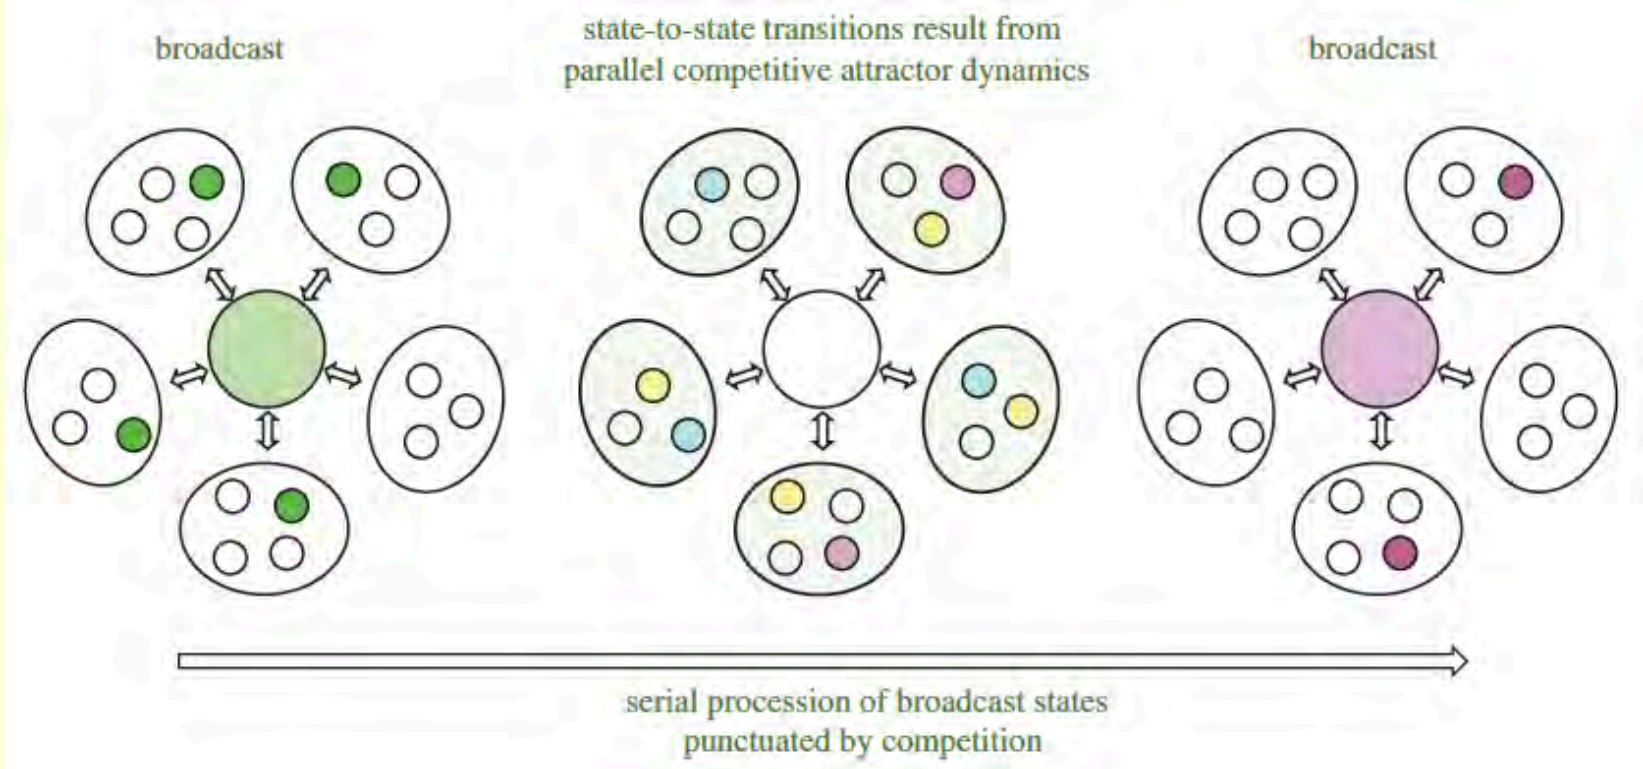 broadcast
state-to-state transitions result from
parallel competitive attractor dynamics
broadcast
serial procession of broadcast states
punctuated by competition